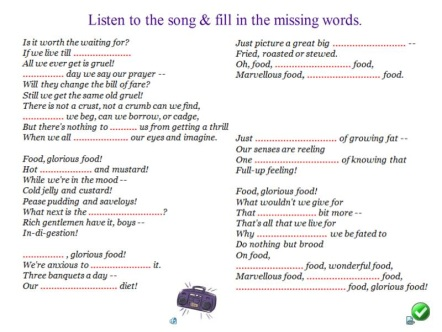 Listen to the song & fill in the missing words.
Is it worth the waiting for?
If we live till .....................
All we ever get is gruel!
............... day we say our prayer --
Will they change the bill of fare?
Still we get the same old gruel!
There is not a crust, not a crumb can we find,
............... we beg, can we borrow, or cadge,
But there's nothing to .......... us from getting a thrill
When we all .................... our eyes and imagine.
Food, glorious food!
Hot ................... and mustard!
While we're in the mood --
Cold jelly and custard!
Pease pudding and saveloys!
What next is the ...........................?
Rich gentlemen have it, boys --
In-di-gestion!
............... , glorious food!
We're anxious to ...................... it.
Three banquets a day --
Our ............................ diet!
Just picture a great big ........................... --
Fried, roasted or stewed.
Oh, food, ............................ food,
Marvellous food, ........................... food.
Just .............................. of growing fat --
Our senses are reeling
One .............................. of knowing that
Full-up feeling!
Food, glorious food!
What wouldn't we give for
That ...................... bit more --
That's all that we live for
Why ......................... we be fated to
Do nothing but brood
On food,
......................... food, wonderful food,
Marvellous food, ........................... food,
........................................ food, glorious food!